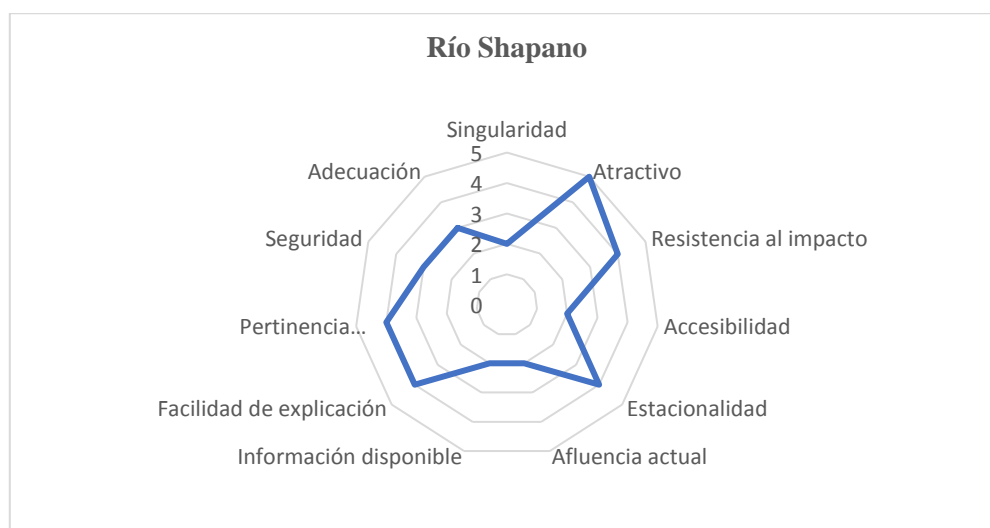 Río Shapano
Singularidad
Atractivo
Resistencia al impacto
Accesibilidad
Estacionalidad
Afluencia actual
Información disponible
Facilidad de explicación
Pertinencia...
Seguridad
Adecuación
5
4
3
2
1
0